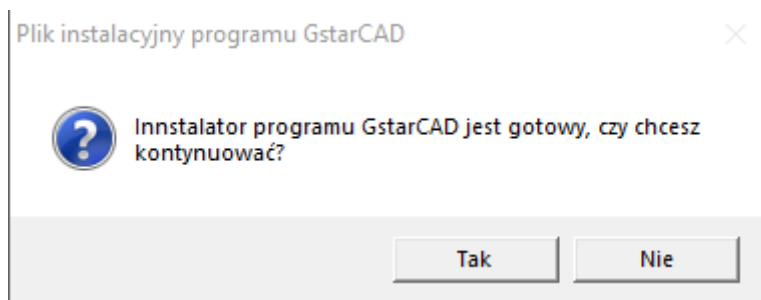 Plik instalacyjny programu GstarCAD
Innstalator programu GstarCAD jest gotowy, czy chcesz
kontynuować?
Tak
Nie